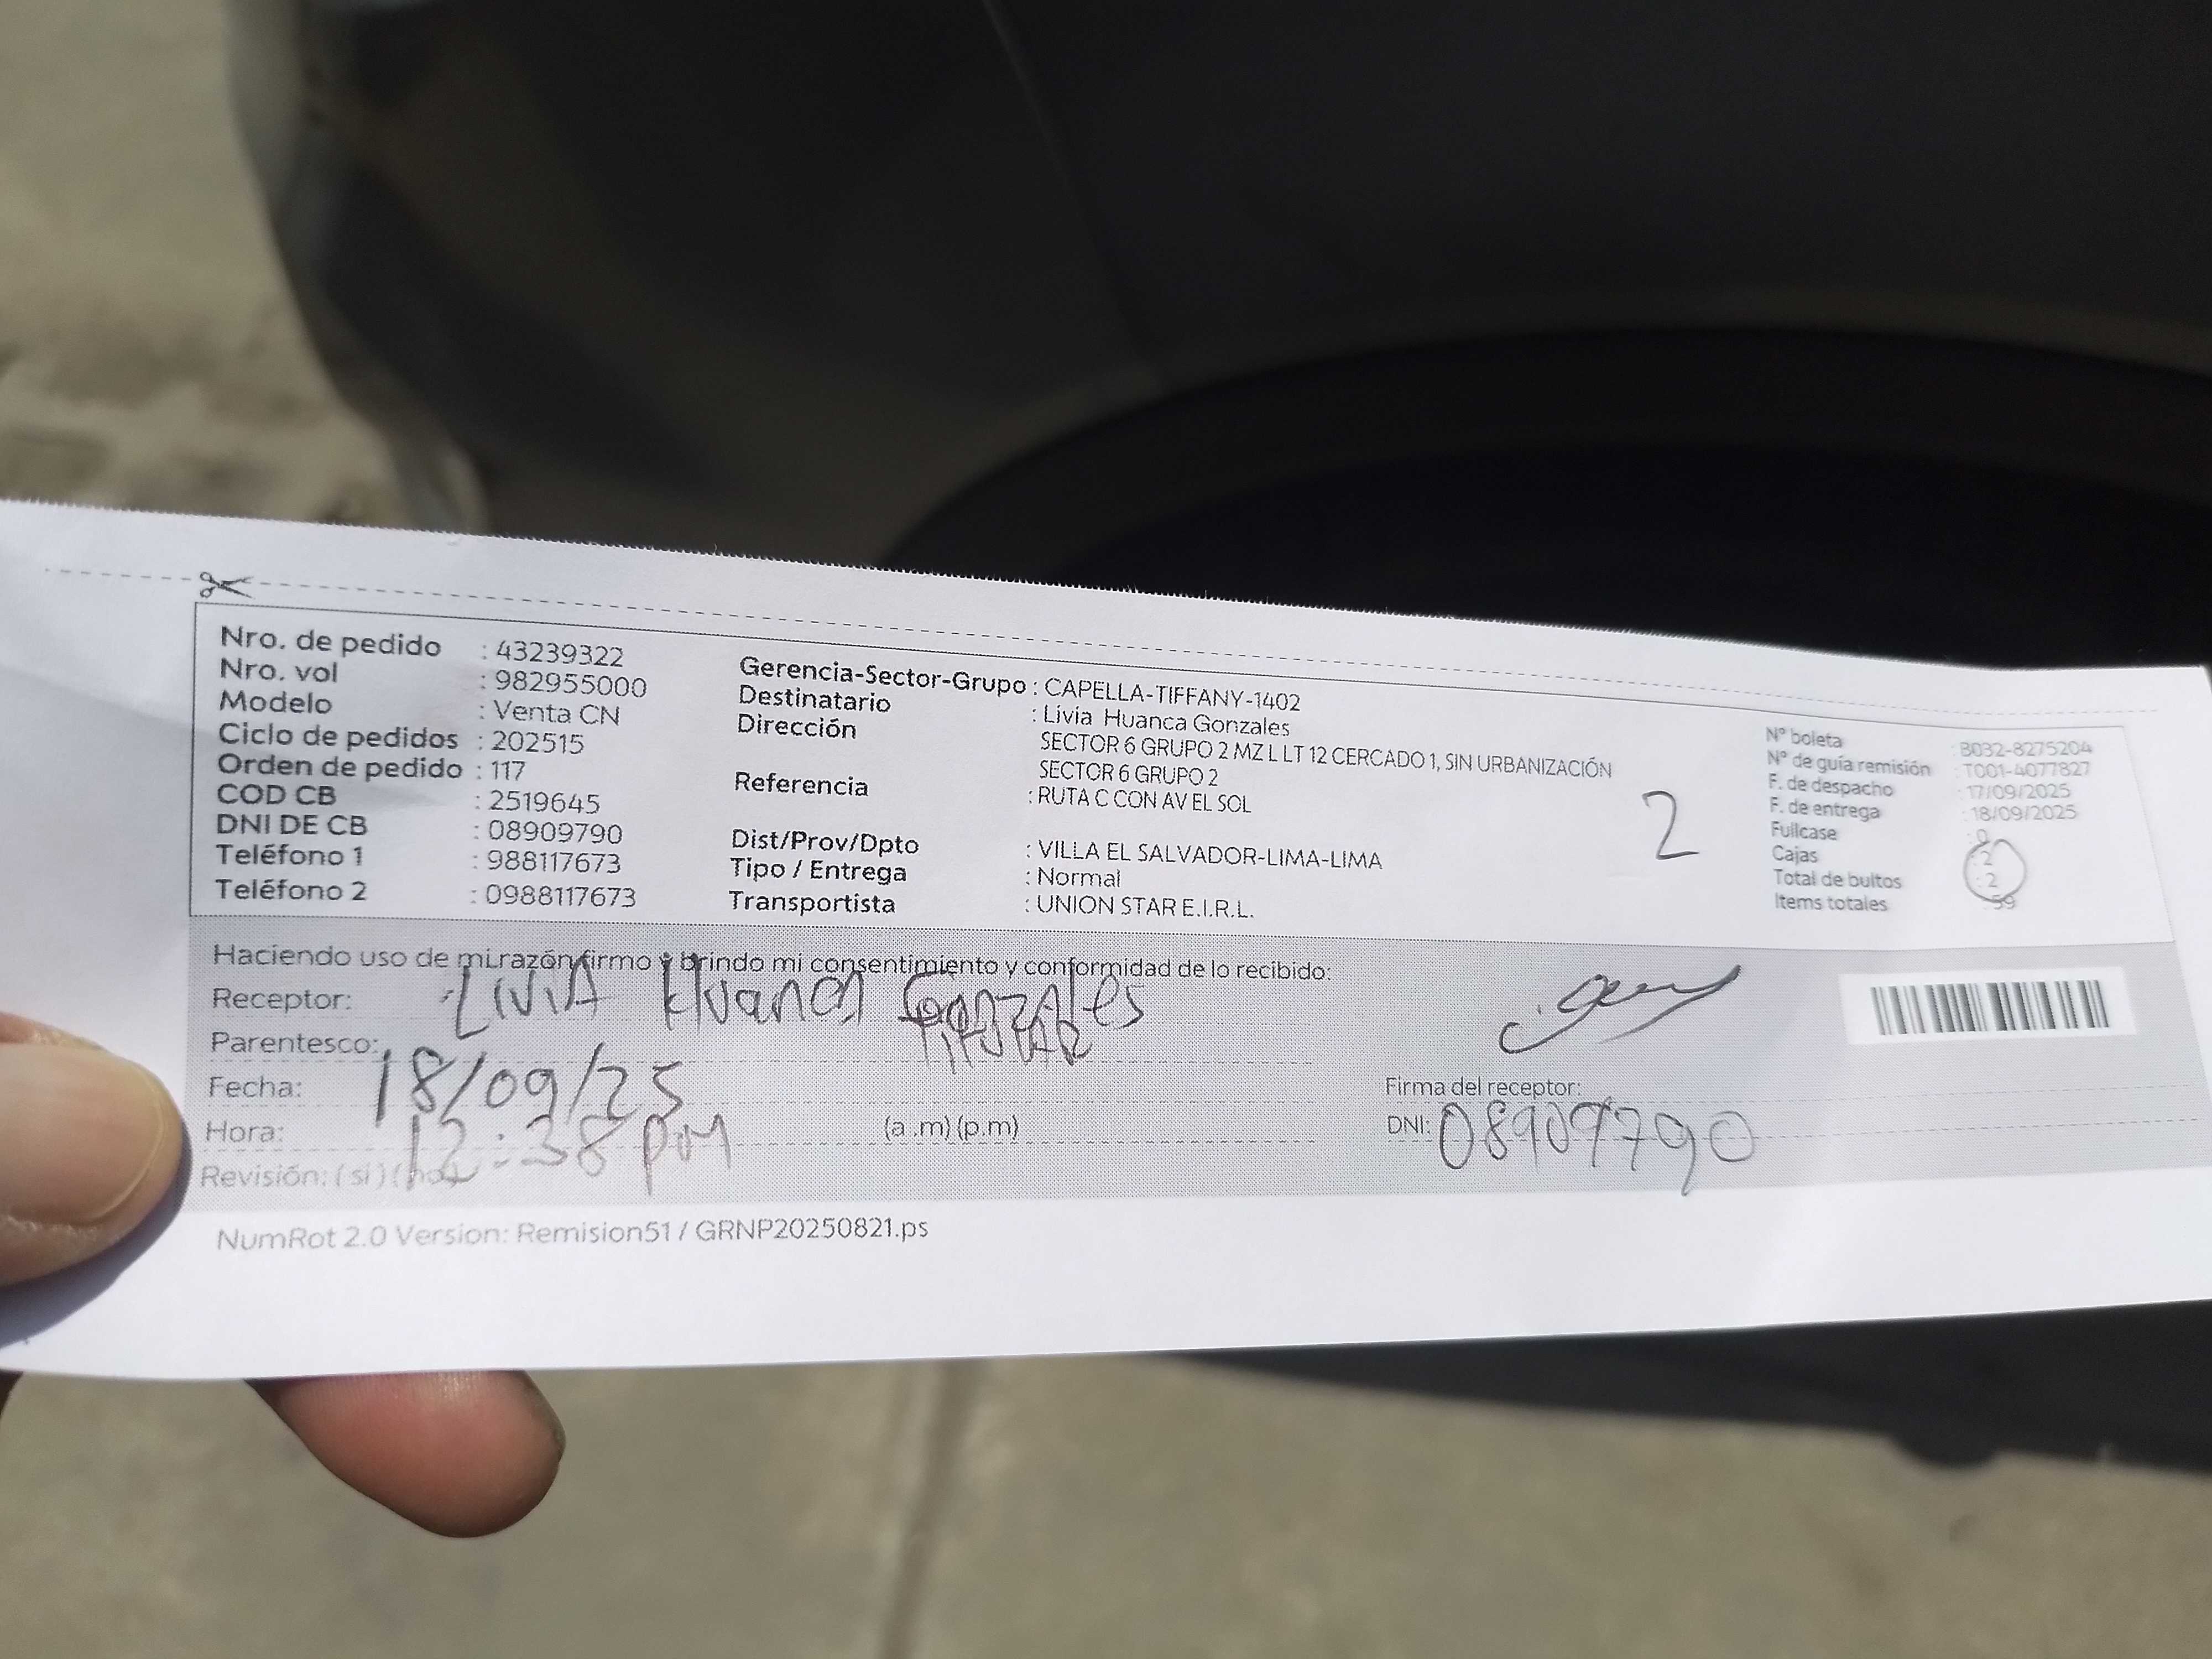 Nro. de pedido : 43239322
Nro. vol : 982955000
Modelo : Venta CN
Ciclo de pedidos : 202515
Orden de pedido : 117
COD CB : 2519645
DNI DE CB : 08909790
Teléfono 1 : 988117673
Teléfono 2 : 0988117673
Gerencia-Sector-Grupo : CAPELLA-TIFFANY-1402
Destinatario : Livia Huanca Gonzales
Dirección SECTOR 6 GRUPO 2 MZ L LT 12 CERCADO 1, SIN URBANIZACIÓN
SECTOR 6 GRUPO 2
Referencia : RUTA C CON AV EL SOL
Dist/Prov/Dpto : VILLA EL SALVADOR-LIMA-LIMA
Tipo / Entrega : Normal
Transportista : UNION STAR E.I.R.L.
2
N° boleta : B032-8275204
N° de guía remisión : T001-4077827
F. de despacho : 17/09/2025
F. de entrega : 18/09/2025
Fullcase : 0
Cajas : 2
Total de bultos : 2
Items totales : 59
Haciendo uso de mi razón firmo y brindo mi consentimiento y conformidad de lo recibido:
Receptor: LIVIA Huanca Gonzales
Parentesco: TITULAR
Fecha: 18/09/25
Hora: 12:38 pm (a .m) (p.m)
Revisión: ( si ) ( no )
Firma del receptor:
DNI: 08909790
NumRot 2.0 Version: Remision51 / GRNP20250821.ps